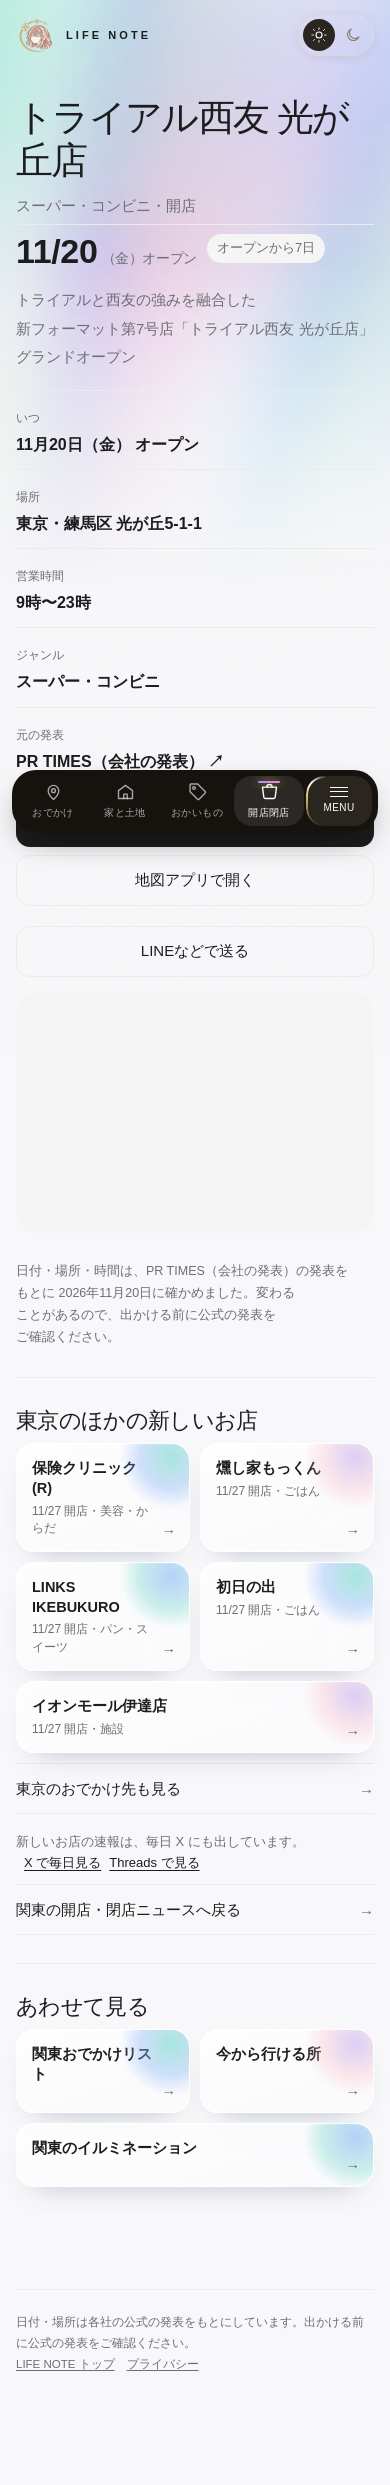 LIFE NOTE
トライアル西友 光が
丘店
スーパー・コンビニ・開店
11/20 （金）オープン オープンから7日
トライアルと西友の強みを融合した
新フォーマット第7号店「トライアル西友 光が丘店」
グランドオープン
いつ
11月20日（金） オープン
場所
東京・練馬区 光が丘5-1-1
営業時間
9時〜23時
ジャンル
スーパー・コンビニ
元の発表
PR TIMES（会社の発表） ↗
おでかけ 家と土地 おかいもの 開店閉店 MENU
地図アプリで開く
LINEなどで送る
日付・場所・時間は、PR TIMES（会社の発表）の発表を
もとに 2026年11月20日に確かめました。変わる
ことがあるので、出かける前に公式の発表を
ご確認ください。
東京のほかの新しいお店
保険クリニック
(R)
11/27 開店・美容・か
らだ →
燻し家もっくん
11/27 開店・ごはん
→
LINKS
IKEBUKURO
11/27 開店・パン・ス
イーツ →
初日の出
11/27 開店・ごはん
→
イオンモール伊達店
11/27 開店・施設 →
東京のおでかけ先も見る →
新しいお店の速報は、毎日 X にも出しています。
X で毎日見る Threads で見る
関東の開店・閉店ニュースへ戻る →
あわせて見る
関東おでかけリス
ト →
今から行ける所
→
関東のイルミネーション
→
日付・場所は各社の公式の発表をもとにしています。出かける前
に公式の発表をご確認ください。
LIFE NOTE トップ プライバシー